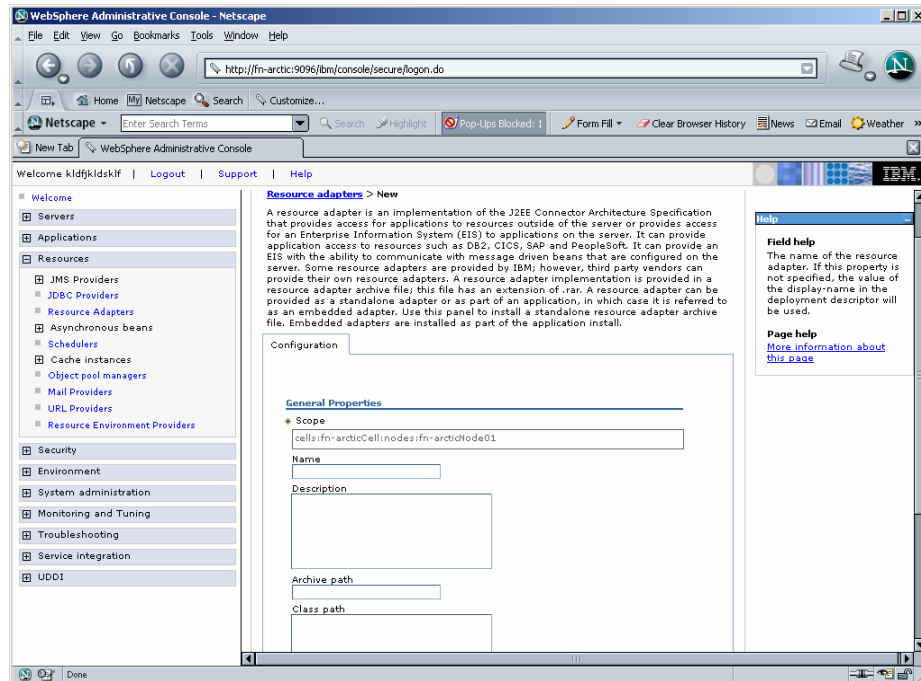 WebSphere Administrative Console - Netscape
File Edit View Go Bookmarks Tools Window Help
http://fn-arctic:9096/ibm/console/secure/logon.do
Home My Netscape Search Customize...
Netscape Enter Search Terms Search Highlight Pop-Ups Blocked: 1 Form Fill Clear Browser History News Email Weather
New Tab WebSphere Administrative Console
Welcome kldfjkldsklf | Logout | Support | Help
IBM.
Welcome
Servers
Applications
Resources
JMS Providers
JDBC Providers
Resource Adapters
Asynchronous beans
Schedulers
Cache instances
Object pool managers
Mail Providers
URL Providers
Resource Environment Providers
Security
Environment
System administration
Monitoring and Tuning
Troubleshooting
Service integration
UDDI
Resource adapters > New
A resource adapter is an implementation of the J2EE Connector Architecture Specification
that provides access for applications to resources outside of the server or provides access
for an Enterprise Information System (EIS) to applications on the server. It can provide
application access to resources such as DB2, CICS, SAP and PeopleSoft. It can provide an
EIS with the ability to communicate with message driven beans that are configured on the
server. Some resource adapters are provided by IBM; however, third party vendors can
provide their own resource adapters. A resource adapter implementation is provided in a
resource adapter archive file; this file has an extension of .rar. A resource adapter can be
provided as a standalone adapter or as part of an application, in which case it is referred to
as an embedded adapter. Use this panel to install a standalone resource adapter archive
file. Embedded adapters are installed as part of the application install.
Configuration
General Properties
* Scope
cells:fn-arcticCell:nodes:fn-arcticNode01
Name
Description
Archive path
Class path
Help
Field help
The name of the resource
adapter. If this property is
not specified, the value of
the display-name in the
deployment descriptor will
be used.
Page help
More information about
this page
Done